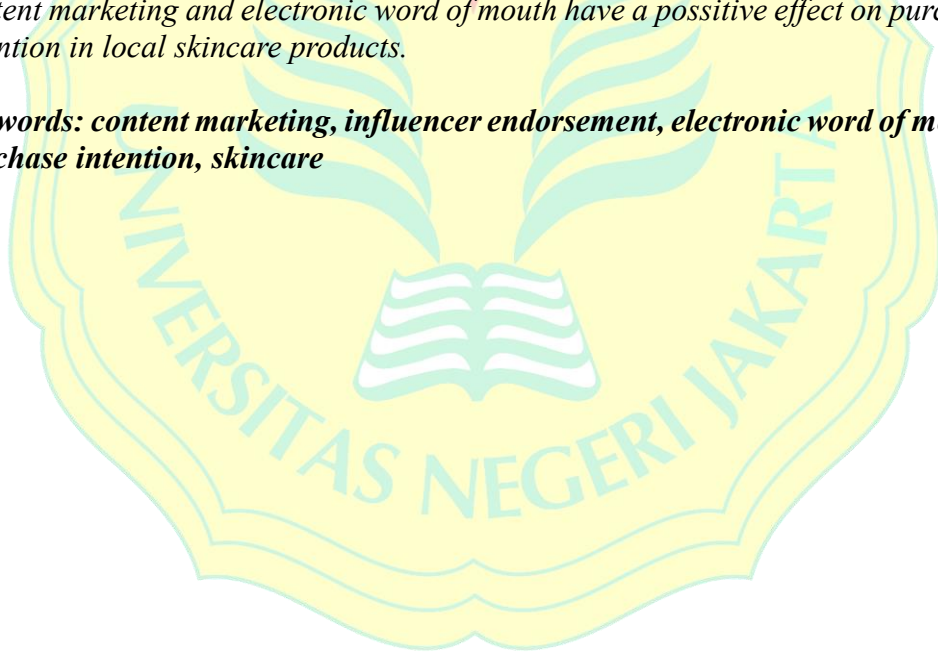 tent marketing and electronic word of mouth have a possitive effect on purc
ntion in local skincare products.
words: content marketing, influencer endorsement, electronic word of m
chase intention, skincare
UNIVERSITAS NEGERI JAKARTA